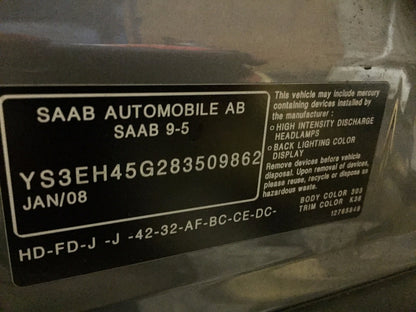 SAAB AUTOMOBILE AB
SAAB 9-5
YS3EH45G283509862
JAN/08
HD-FD-J -J -42-32-AF-BC-CE-DC-
This vehicle may include mercury
containing devices installed by
the manufacturer :
o HIGH INTENSITY DISCHARGE
HEADLAMPS
o BACK LIGHTING COLOR
DISPLAY
Remove devices before vehicle
disposal. Upon removal of devices,
please reuse, recycle or dispose as
hazardous waste.
BODY COLOR 303
TRIM COLOR K36